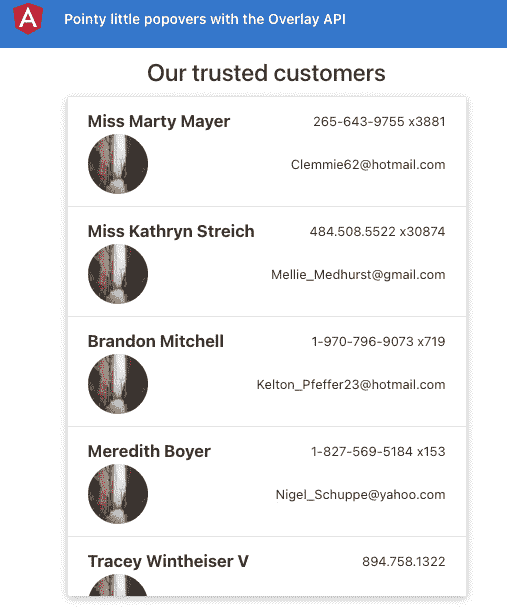 A
Pointy little popovers with the Overlay API
Our trusted customers
Miss Marty Mayer 265-643-9755 x3881
Clemmie62@hotmail.com
Miss Kathryn Streich 484.508.5522 x30874
Mellie_Medhurst@gmail.com
Brandon Mitchell 1-970-796-9073 x719
Kelton_Pfeffer23@hotmail.com
Meredith Boyer 1-827-569-5184 x153
Nigel_Schuppe@yahoo.com
Tracey Wintheiser V 894.758.1322